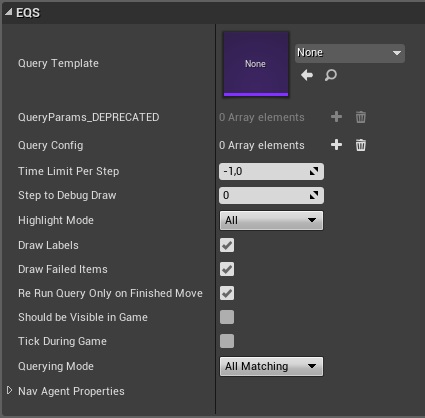 EQS
Query Template
None
None
QueryParams_DEPRECATED
0 Array elements
Query Config
0 Array elements
Time Limit Per Step
-1,0
Step to Debug Draw
0
Highlight Mode
All
Draw Labels
Draw Failed Items
Re Run Query Only on Finished Move
Should be Visible in Game
Tick During Game
Querying Mode
All Matching
Nav Agent Properties